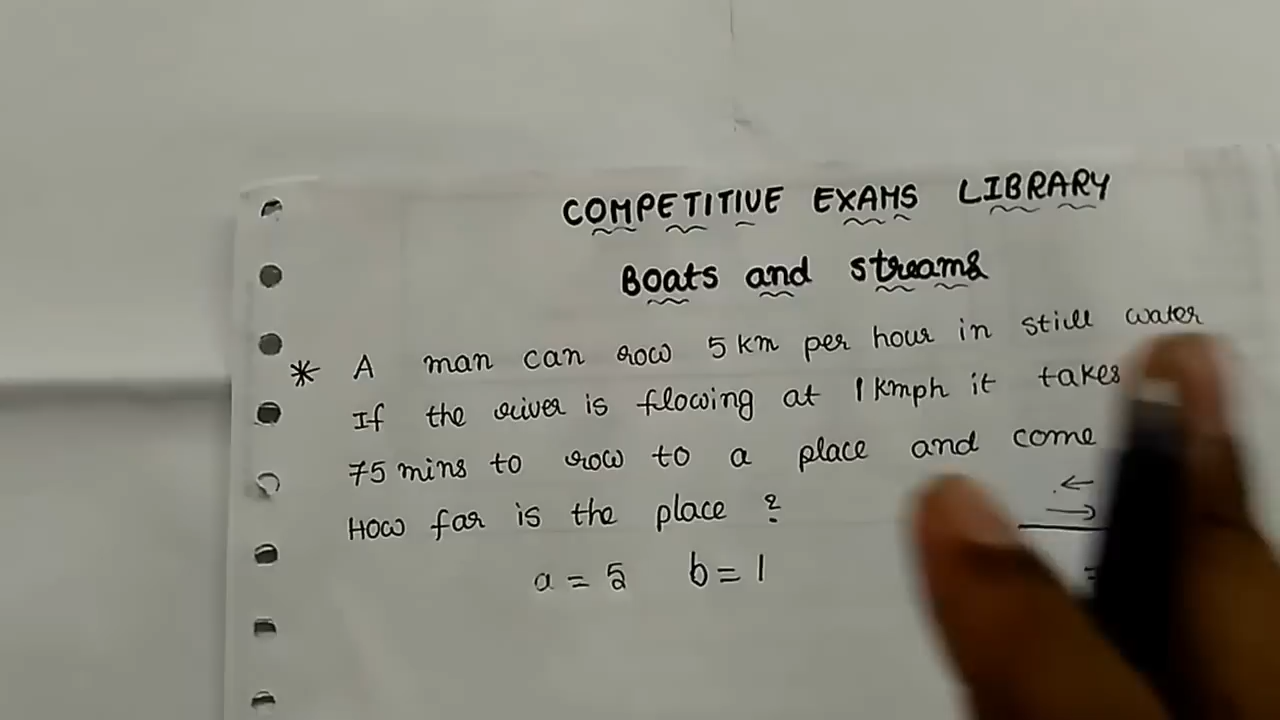 COMPETITIVE EXAMS LIBRARY
Boats and streams
* A man can row 5 km per hour in still water
If the river is flowing at 1 kmph it takes
75 mins to row to a place and come
How far is the place ?
a = 5 b = 1